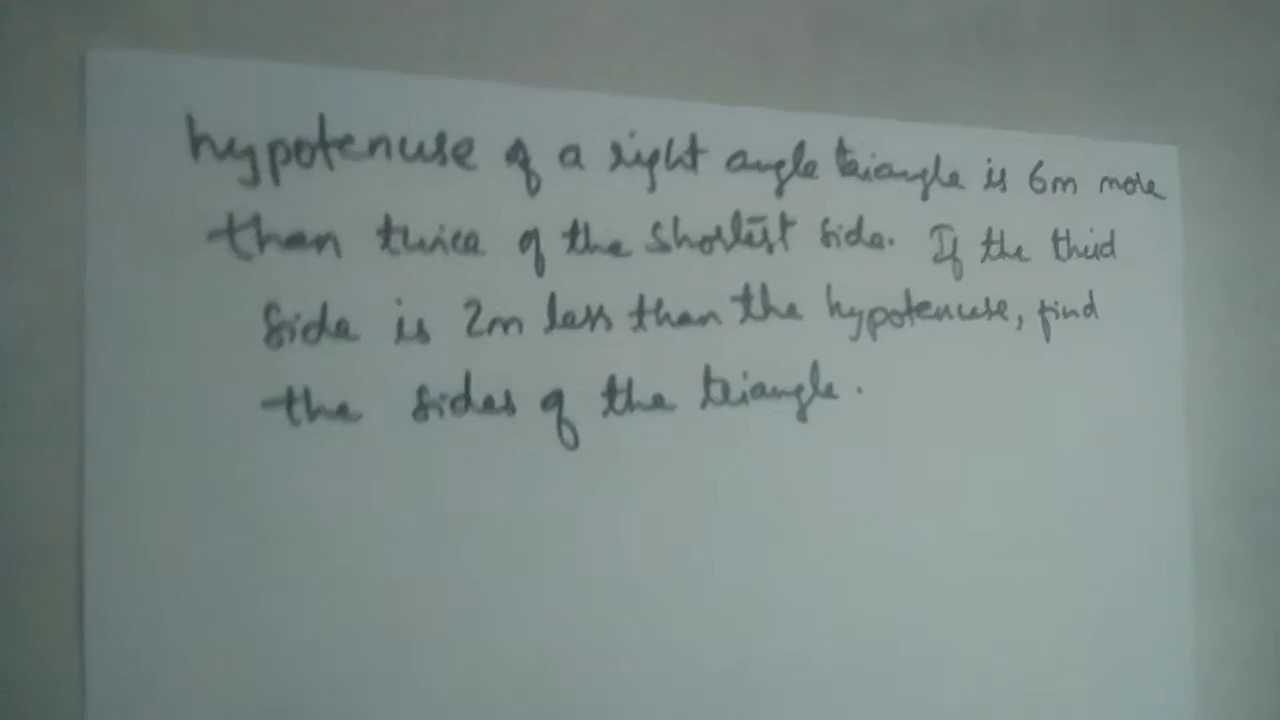 hypotenuse of a right angle triangle is 6m more
than twice of the shortest side. If the third
side is 2m less than the hypotenuse, find
the sides of the triangle.